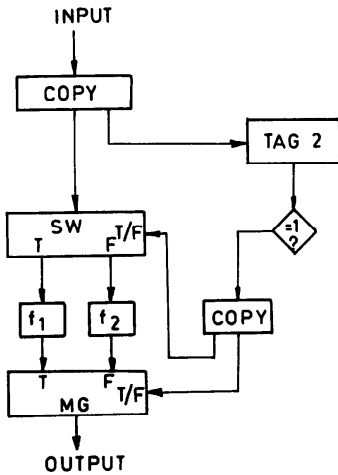 INPUT
COPY
TAG 2
=1
?
SW
T F T/F
f1 f2
COPY
T F T/F
MG
OUTPUT